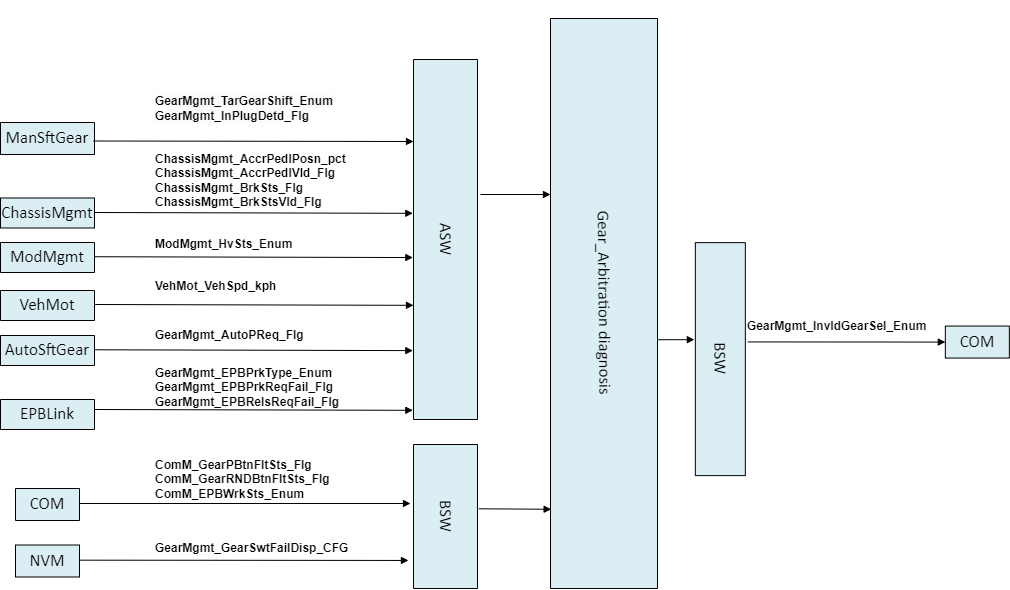 GearMgmt_TarGearShift_Enum
GearMgmt_InPlugDetd_Flg
ManSftGear
ChassisMgmt_AccrPedlPosn_pct
ChassisMgmt_AccrPedlVld_Flg
ChassisMgmt_BrkSts_Flg
ChassisMgmt_BrkStsVld_Flg
ChassisMgmt
ModMgmt_HvSts_Enum
ModMgmt
VehMot_VehSpd_kph
VehMot
GearMgmt_AutoPReq_Flg
AutoSftGear
GearMgmt_EPBPrkType_Enum
GearMgmt_EPBPrkReqFail_Flg
GearMgmt_EPBRelsReqFail_Flg
EPBLink
ASW
ComM_GearPBtnFltSts_Flg
ComM_GearRNDBtnFltSts_Flg
ComM_EPBWrkSts_Enum
COM
GearMgmt_GearSwtFailDisp_CFG
NVM
BSW
Gear_Arbitration diagnosis
BSW
GearMgmt_InvldGearSel_Enum
COM